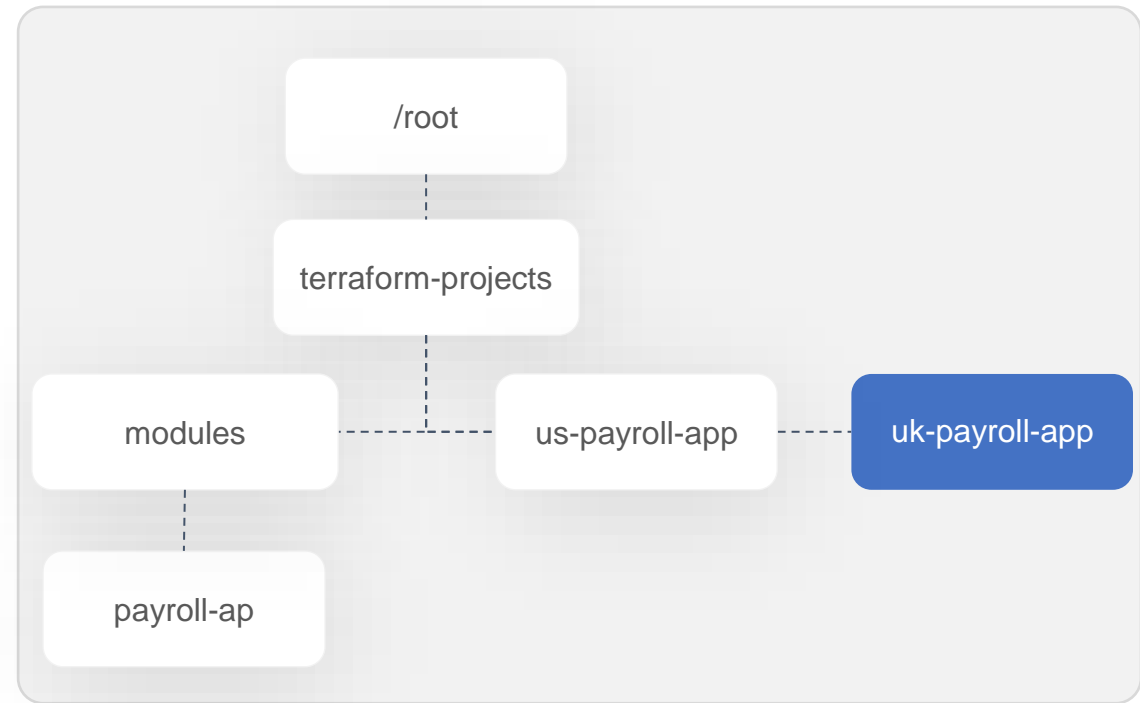 /root
terraform-projects
modules
us-payroll-app
uk-payroll-app
payroll-ap